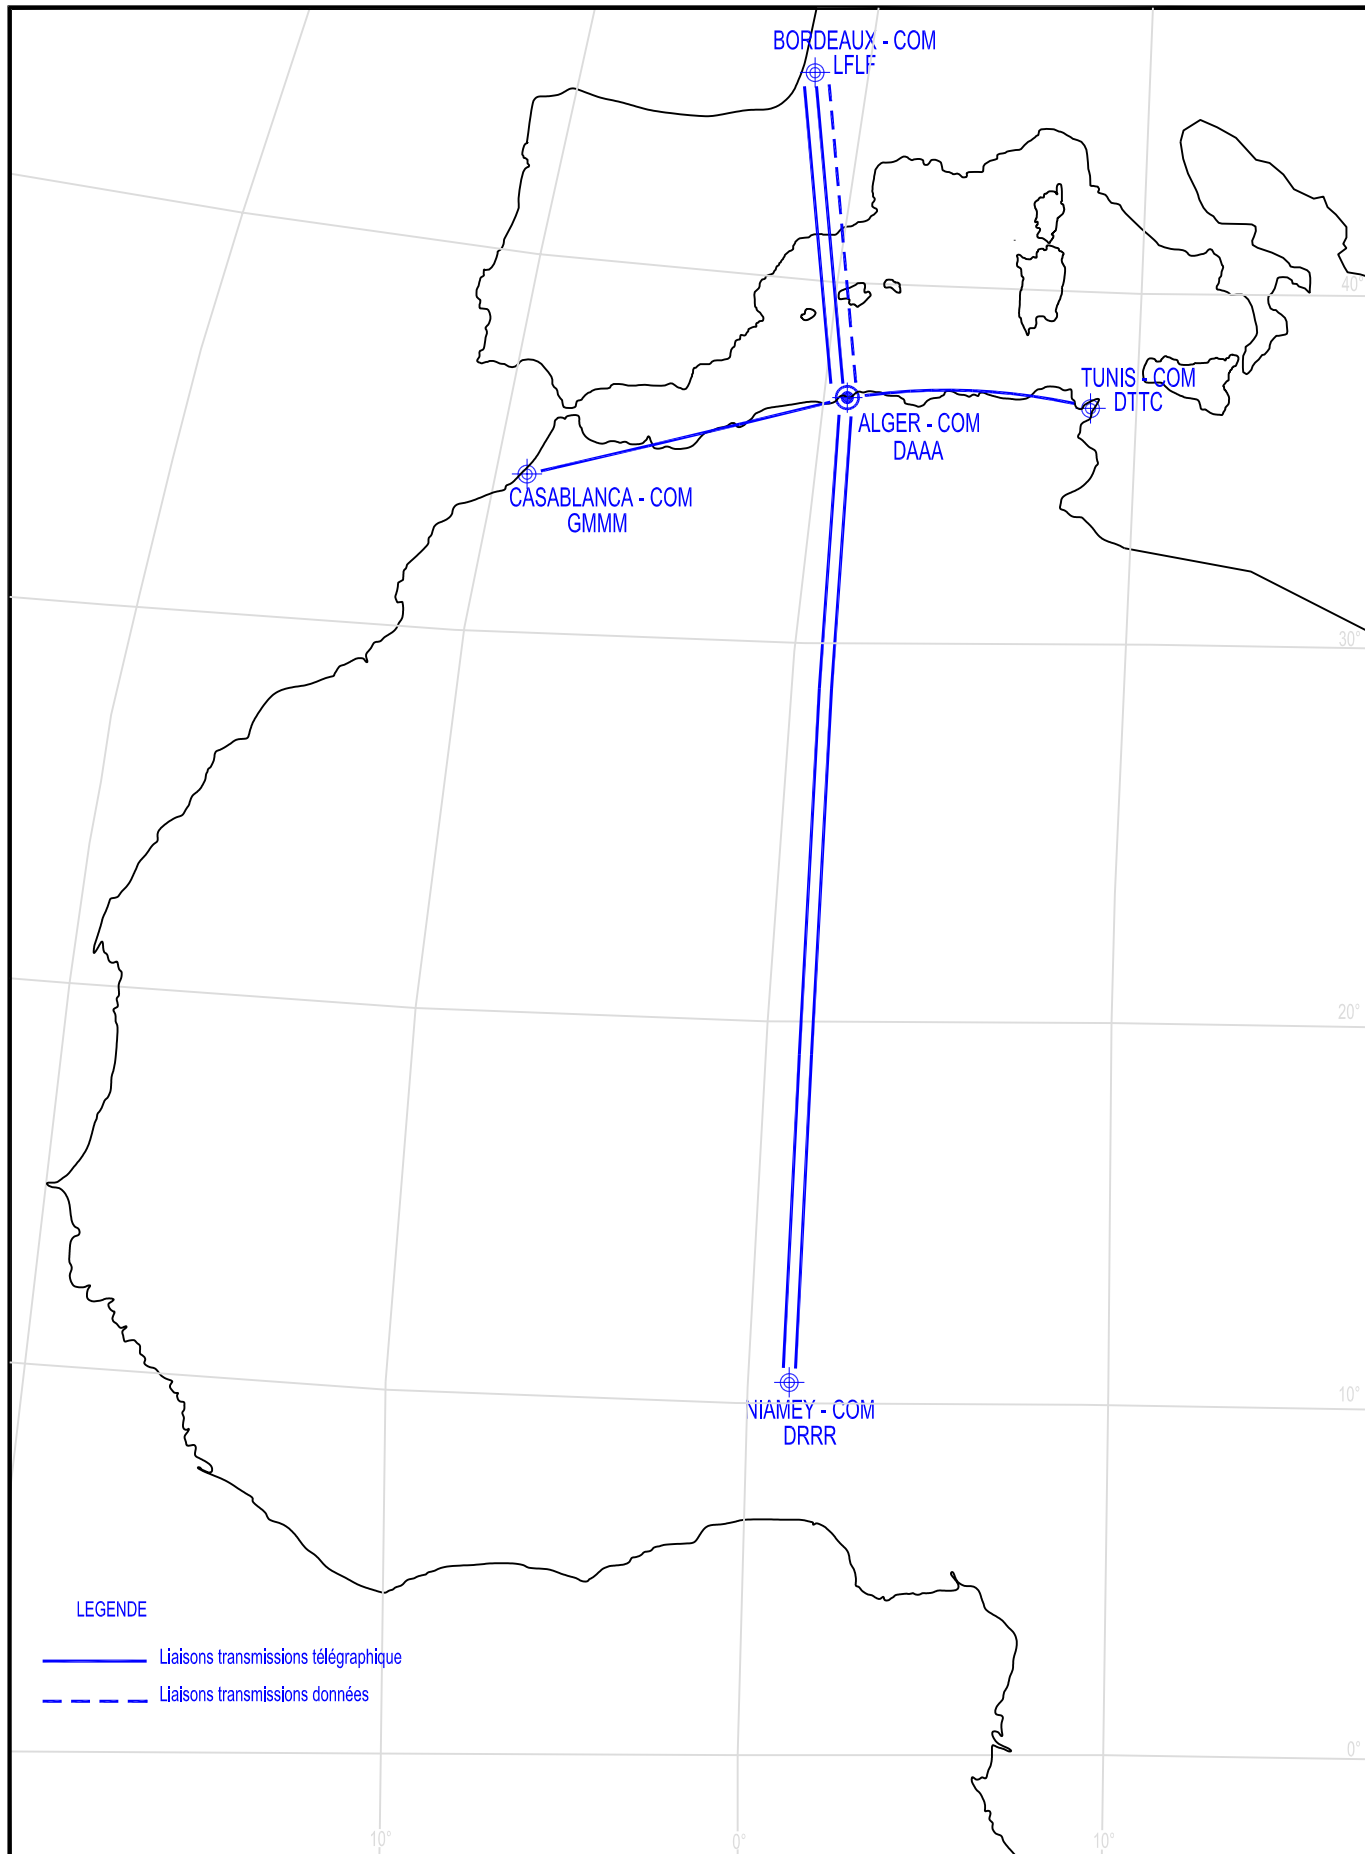 BORDEAUX - COM
LFLF
40°
TUNIS - COM
DTTC
ALGER - COM
DAAA
CASABLANCA - COM
GMMM
30°
20°
10°
NIAMEY - COM
DRRR
LEGENDE
Liaisons transmissions télégraphique
Liaisons transmissions données
0°
10°
0°
10°